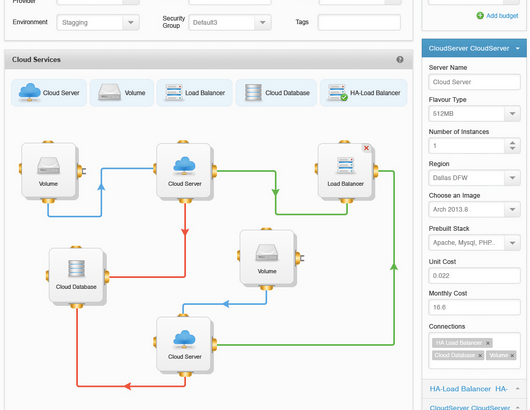 Provider
Environment
Stagging
Security
Group
Default3
Tags
Cloud Services
?
Cloud Server
Volume
Load Balancer
Cloud Database
HA-Load Balancer
Volume
Cloud Server
Load Balancer
Cloud Database
Volume
Cloud Server
Add budget
CloudServer CloudServer
Server Name
Cloud Server
Flavour Type
512MB
Number of Instances
1
Region
Dallas DFW
Choose an Image
Arch 2013.8
Prebuilt Stack
Apache, Mysql, PHP..
Unit Cost
0.022
Monthly Cost
16.6
Connections
HA Load Balancer x
Cloud Database x Volume x
HA-Load Balancer HA-
CloudServer CloudServer